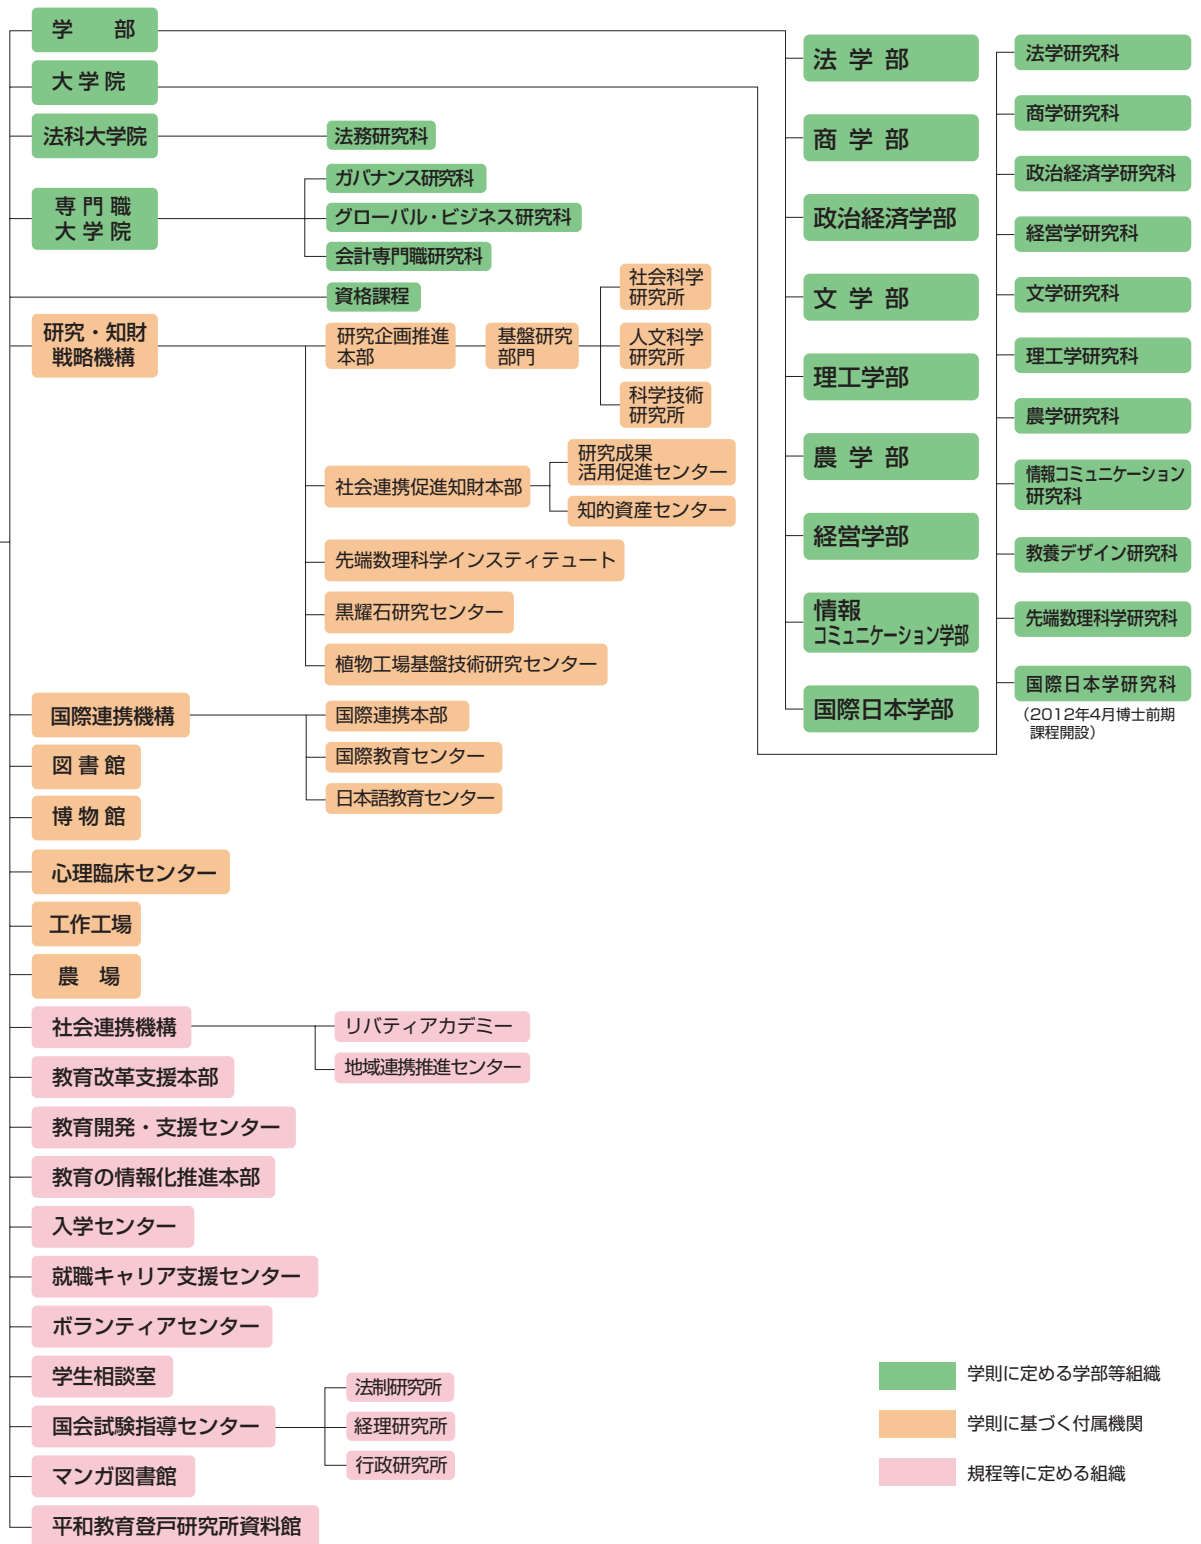 学部
大学院
法科大学院
法務研究科
専門職
大学院
ガバナンス研究科
グローバル・ビジネス研究科
会計専門職研究科
資格課程
研究・知財
戦略機構
研究企画推進
本部
基盤研究
部門
社会科学
研究所
人文科学
研究所
科学技術
研究所
社会連携促進知財本部
研究成果
活用促進センター
知的資産センター
先端数理科学インスティテュート
黒耀石研究センター
植物工場基盤技術研究センター
国際連携機構
国際連携本部
国際教育センター
日本語教育センター
図書館
博物館
心理臨床センター
工作工場
農場
社会連携機構
リバティアカデミー
地域連携推進センター
教育改革支援本部
教育開発・支援センター
教育の情報化推進本部
入学センター
就職キャリア支援センター
ボランティアセンター
学生相談室
国会試験指導センター
法制研究所
経理研究所
行政研究所
マンガ図書館
平和教育登戸研究所資料館
法学部
商学部
政治経済学部
文学部
理工学部
農学部
経営学部
情報
コミュニケーション学部
国際日本学部
法学研究科
商学研究科
政治経済学研究科
経営学研究科
文学研究科
理工学研究科
農学研究科
情報コミュニケーション
研究科
教養デザイン研究科
先端数理科学研究科
国際日本学研究科
（2012年4月博士前期
課程開設）
学則に定める学部等組織
学則に基づく付属機関
規程等に定める組織